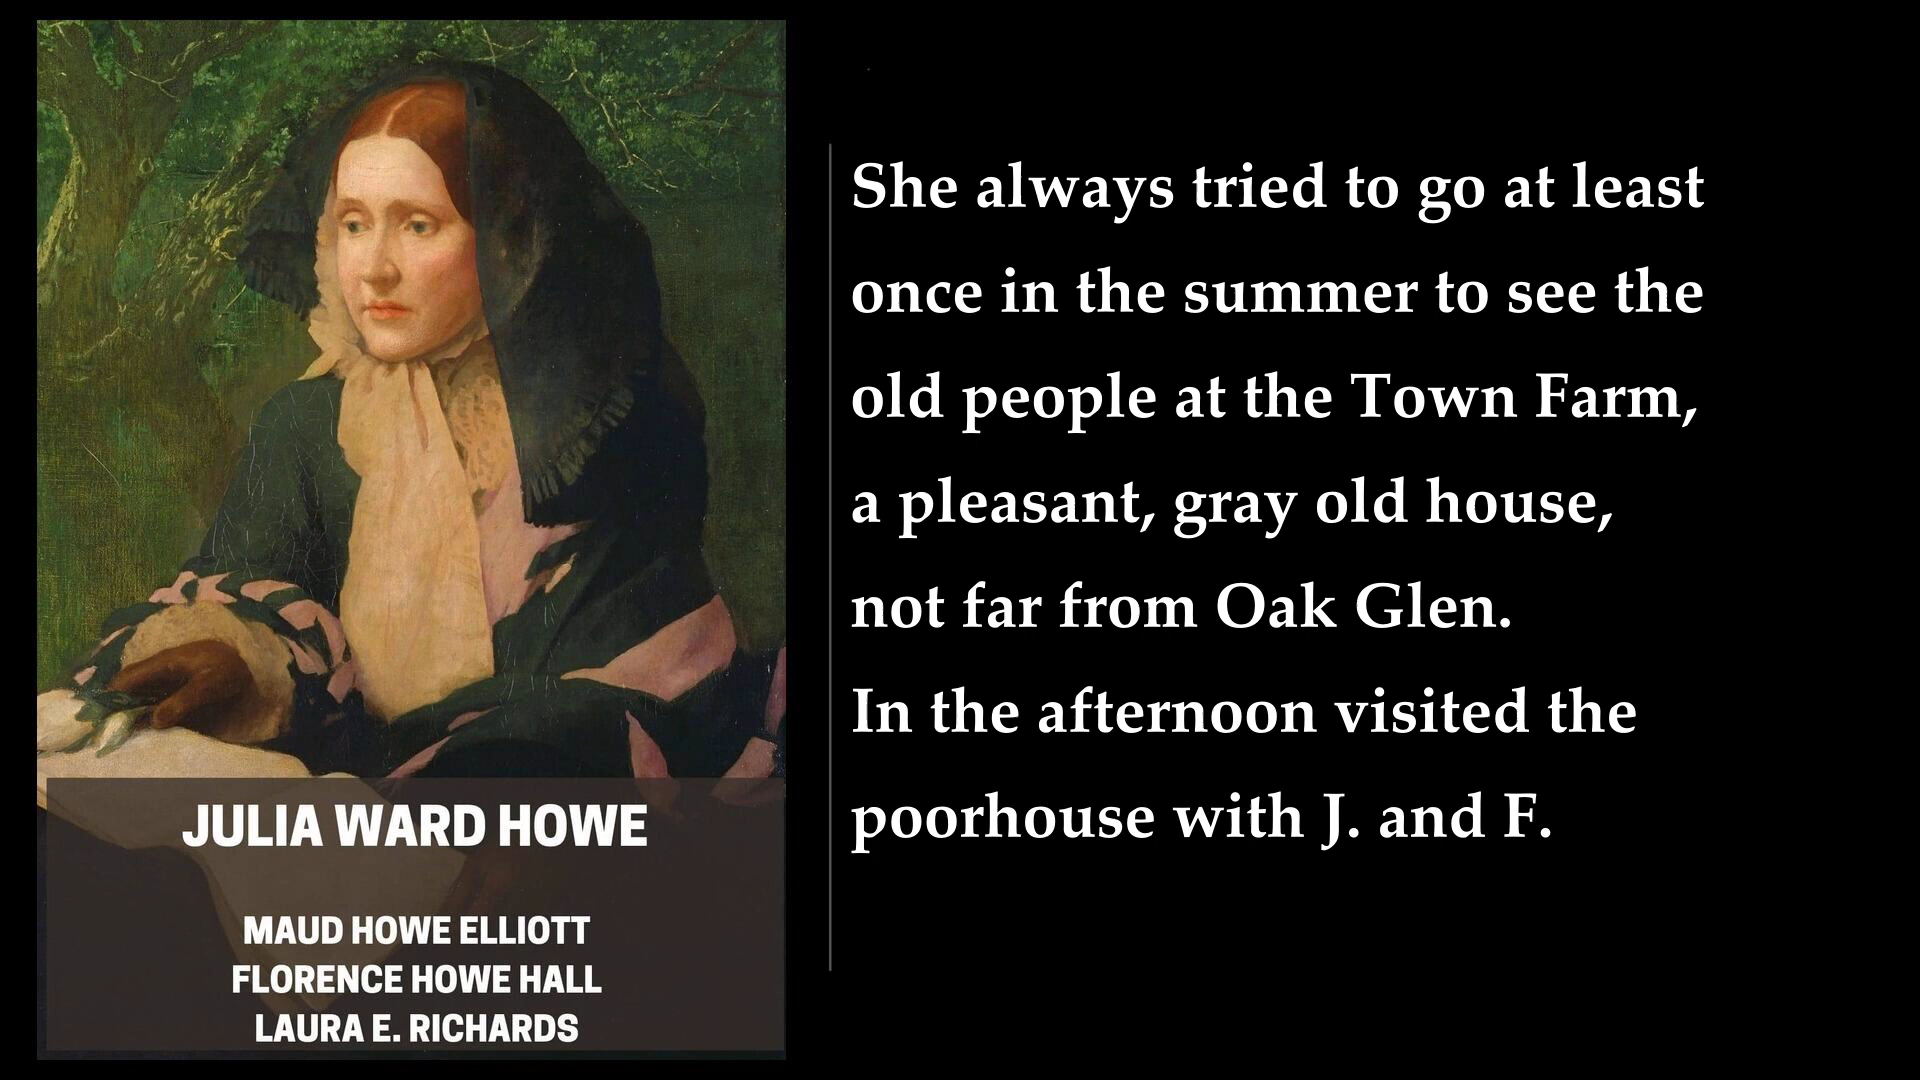 JULIA WARD HOWE
MAUD HOWE ELLIOTT
FLORENCE HOWE HALL
LAURA E. RICHARDS
She always tried to go at least
once in the summer to see the
old people at the Town Farm,
a pleasant, gray old house,
not far from Oak Glen.
In the afternoon visited the
poorhouse with J. and F.